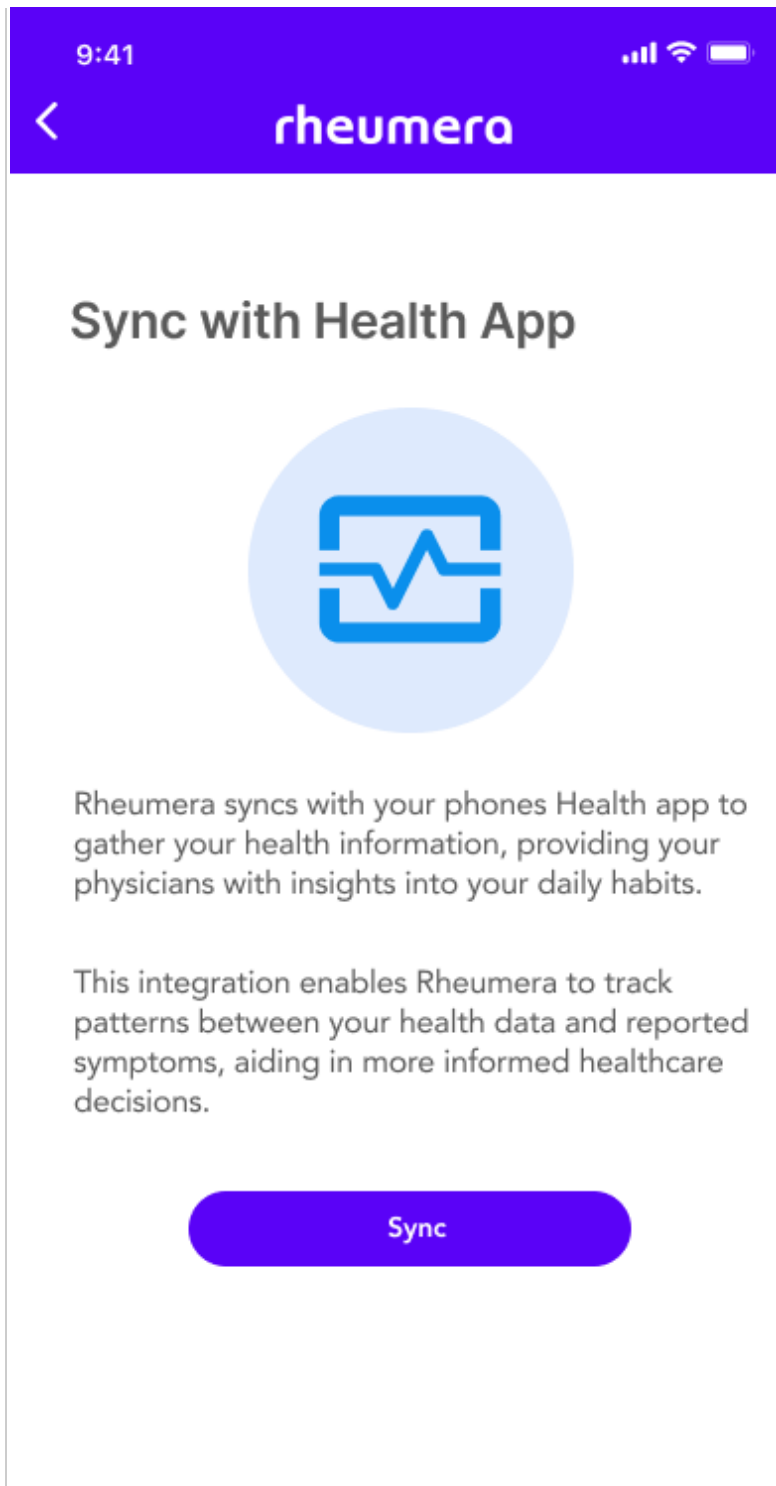 9:41
rheumera
Sync with Health App
Rheumera syncs with your phones Health app to
gather your health information, providing your
physicians with insights into your daily habits.
This integration enables Rheumera to track
patterns between your health data and reported
symptoms, aiding in more informed healthcare
decisions.
Sync